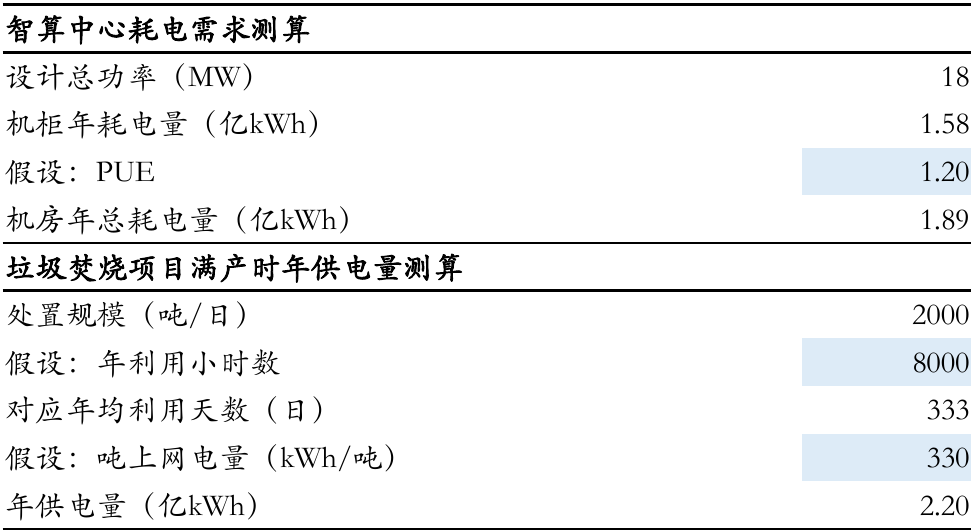 智算中心耗电需求测算
设计总功率（MW） 18
机柜年耗电量（亿kWh） 1.58
假设：PUE 1.20
机房年总耗电量（亿kWh） 1.89
垃圾焚烧项目满产时年供电量测算
处置规模（吨/日） 2000
假设：年利用小时数 8000
对应年均利用天数（日） 333
假设：吨上网电量（kWh/吨） 330
年供电量（亿kWh） 2.20